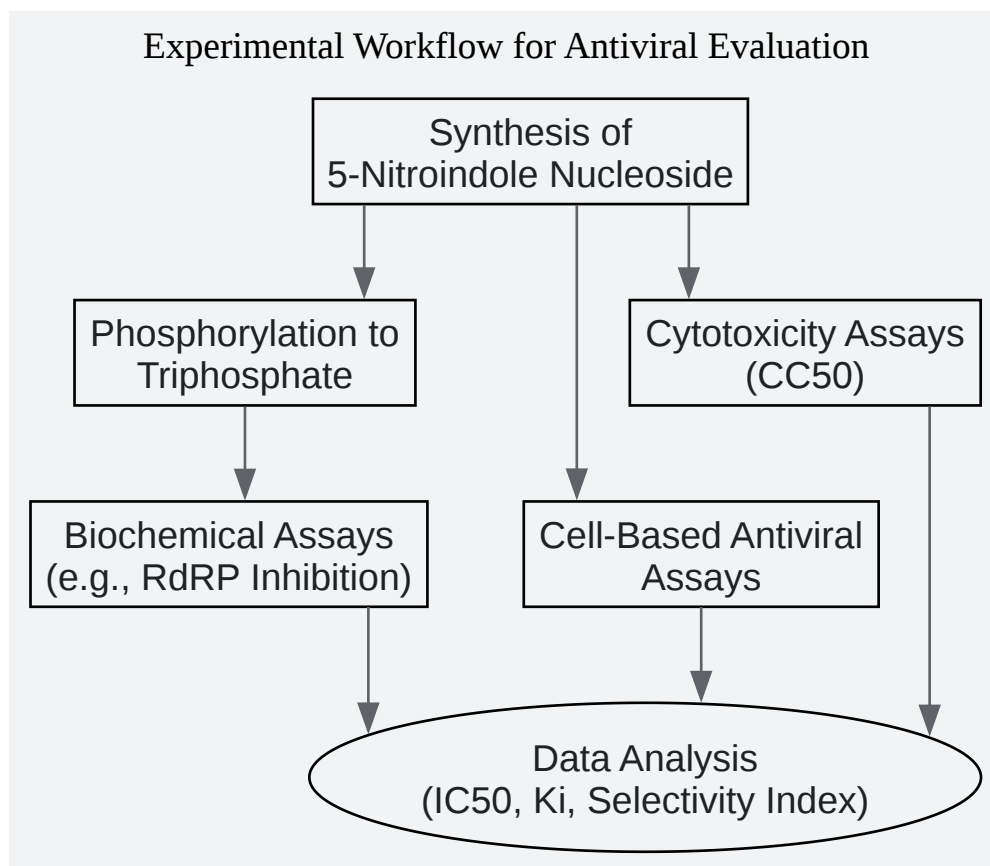 Experimental Workflow for Antiviral Evaluation
Synthesis of
5-Nitroindole Nucleoside
Phosphorylation to
Triphosphate
Cytotoxicity Assays
(CC50)
Biochemical Assays
(e.g., RdRP Inhibition)
Cell-Based Antiviral
Assays
Data Analysis
(IC50, Ki, Selectivity Index)